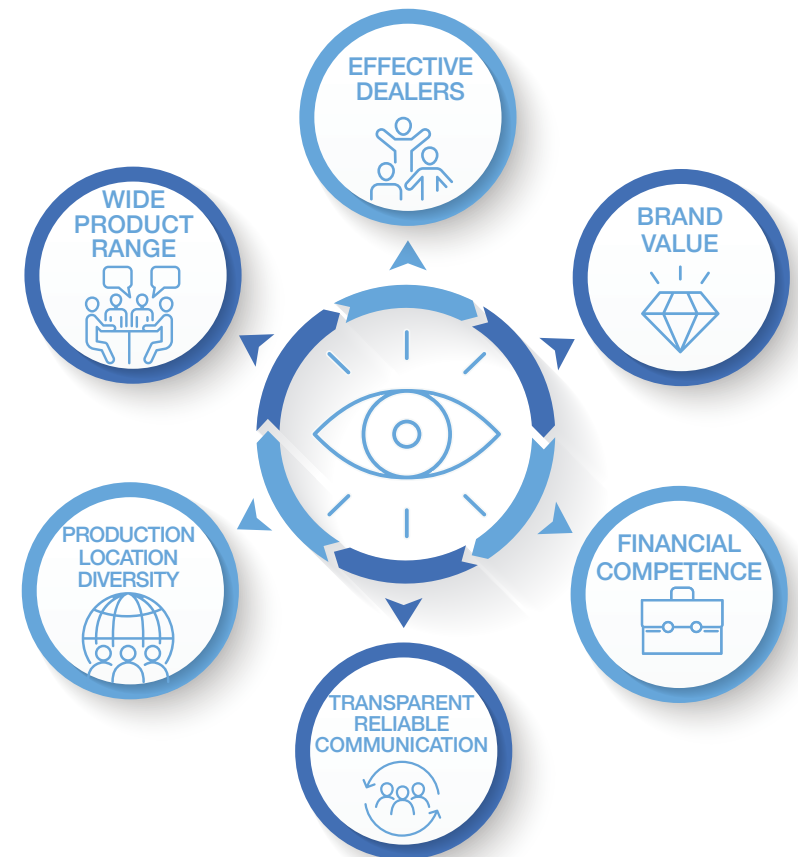 EFFECTIVE
DEALERS
WIDE
PRODUCT
RANGE
BRAND
VALUE
PRODUCTION
LOCATION
DIVERSITY
FINANCIAL
COMPETENCE
TRANSPARENT
RELIABLE
COMMUNICATION